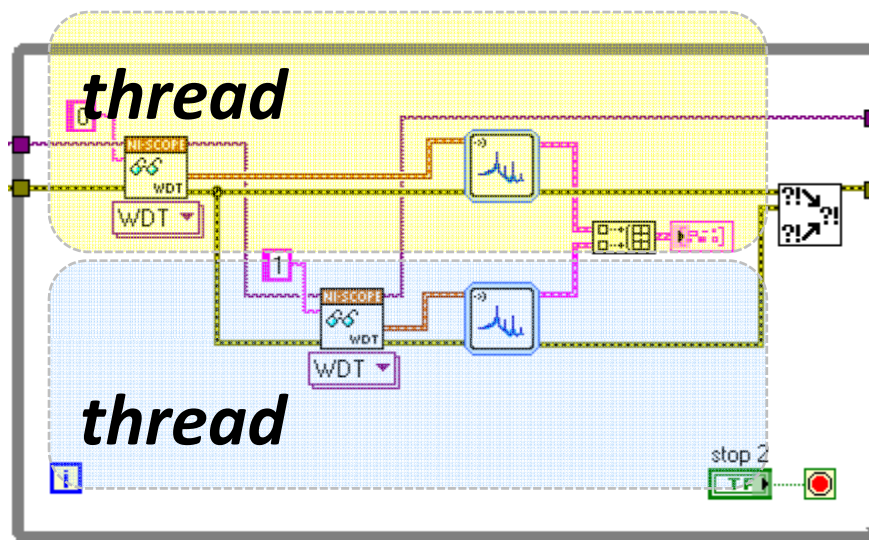 thread
0
NI-SCOPE
WDT
?!
?!
?!
WDT
1
NI-SCOPE
WDT
WDT
thread
stop 2
i
TF